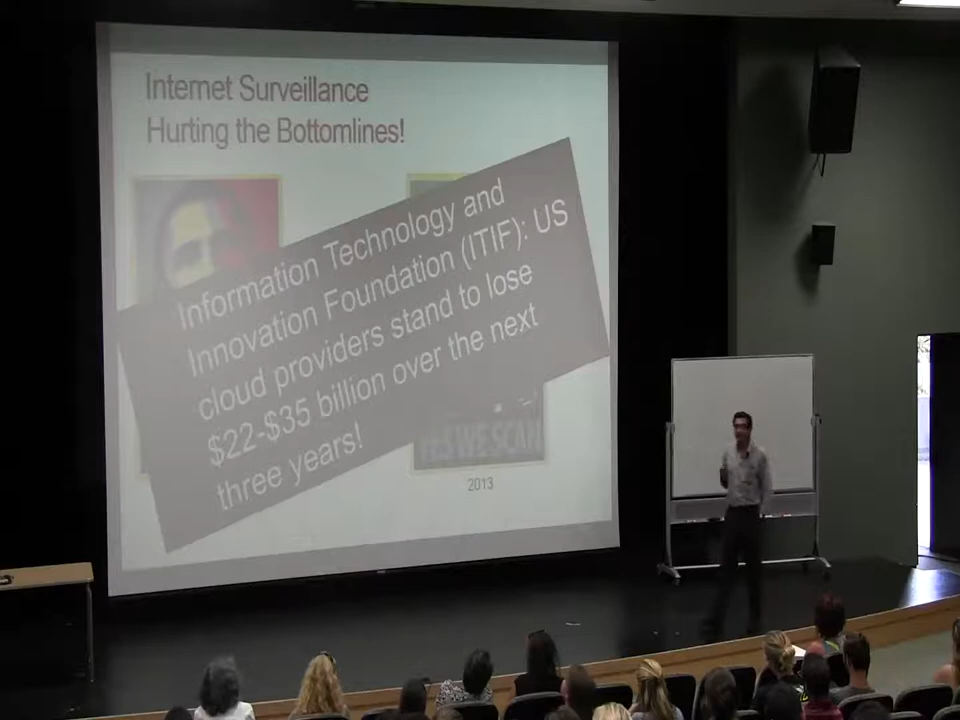 Internet Surveillance
Hurting the Bottomlines!
Information Technology and
Innovation Foundation (ITIF): US
cloud providers stand to lose
$22-$35 billion over the next
three years!
YES WE SCAN
2013